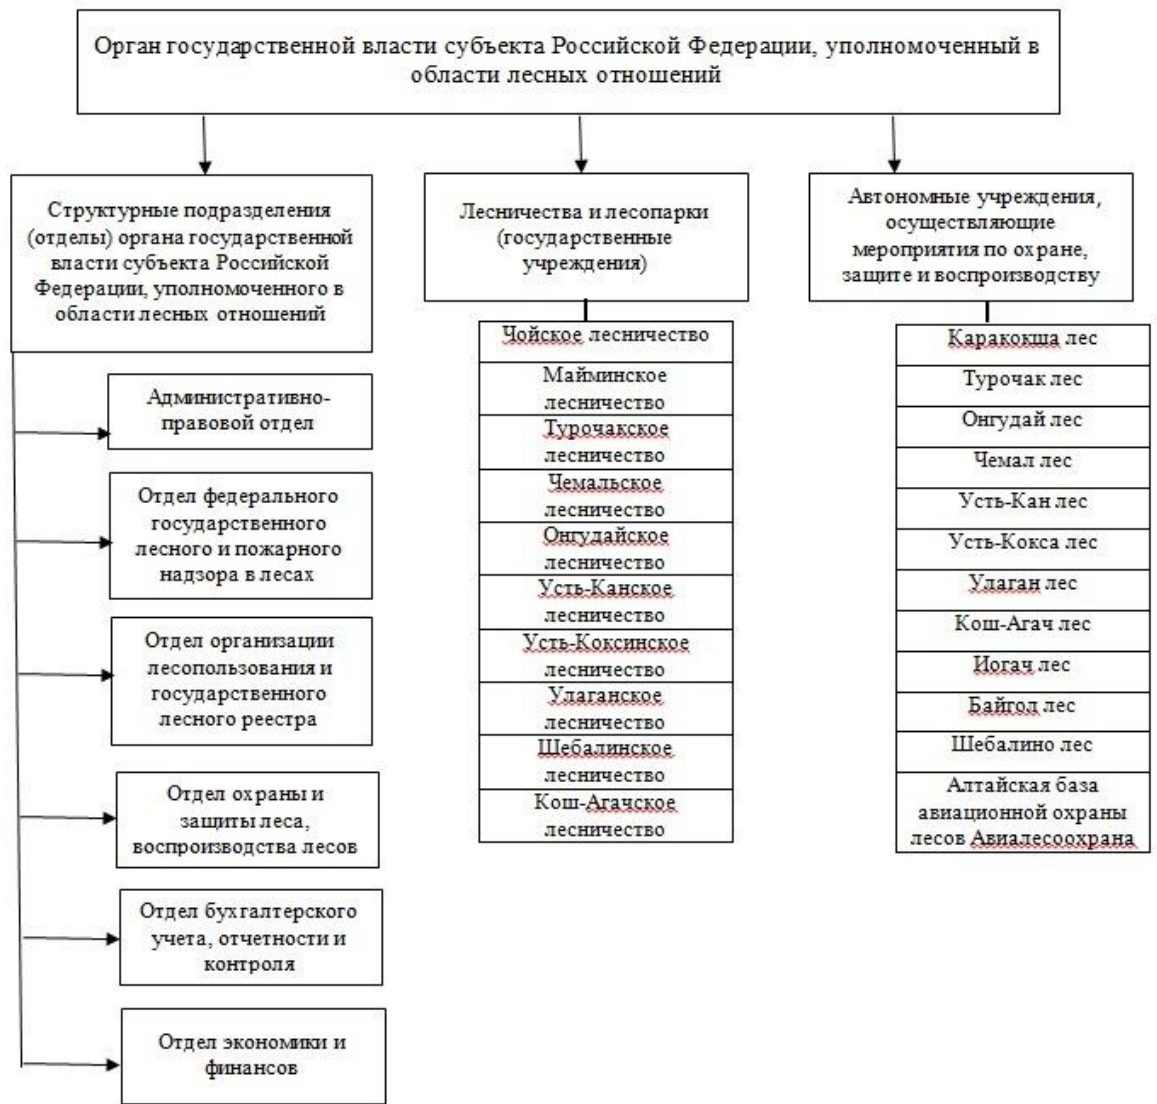 Орган государственной власти субъекта Российской Федерации, уполномоченный в
области лесных отношений
Структурные подразделения
(отделы) органа государственной
власти субъекта Российской
Федерации, уполномоченного в
области лесных отношений
Административно-
правовой отдел
Отдел федерального
государственного
лесного и пожарного
надзора в лесах
Отдел организации
лесопользования и
государственного
лесного реестра
Отдел охраны и
защиты леса,
воспроизводства лесов
Отдел бухгалтерского
учета, отчетности и
контроля
Отдел экономики и
финансов
Лесничества и лесопарки
(государственные
учреждения)
Чойское лесничество
Майминское
лесничество
Турочакское
лесничество
Чемальское
лесничество
Онгудайское
лесничество
Усть-Канское
лесничество
Усть-Коксинское
лесничество
Улаганское
лесничество
Шебалинское
лесничество
Кош-Агачское
лесничество
Автономные учреждения,
осуществляющие
мероприятия по охране,
защите и воспроизводству
Каракокша лес
Турочак лес
Онгудай лес
Чемал лес
Усть-Кан лес
Усть-Кокса лес
Улаган лес
Кош-Агач лес
Иогач лес
Байгол лес
Шебалино лес
Алтайская база
авиационной охраны
лесов Авиалесоохрана